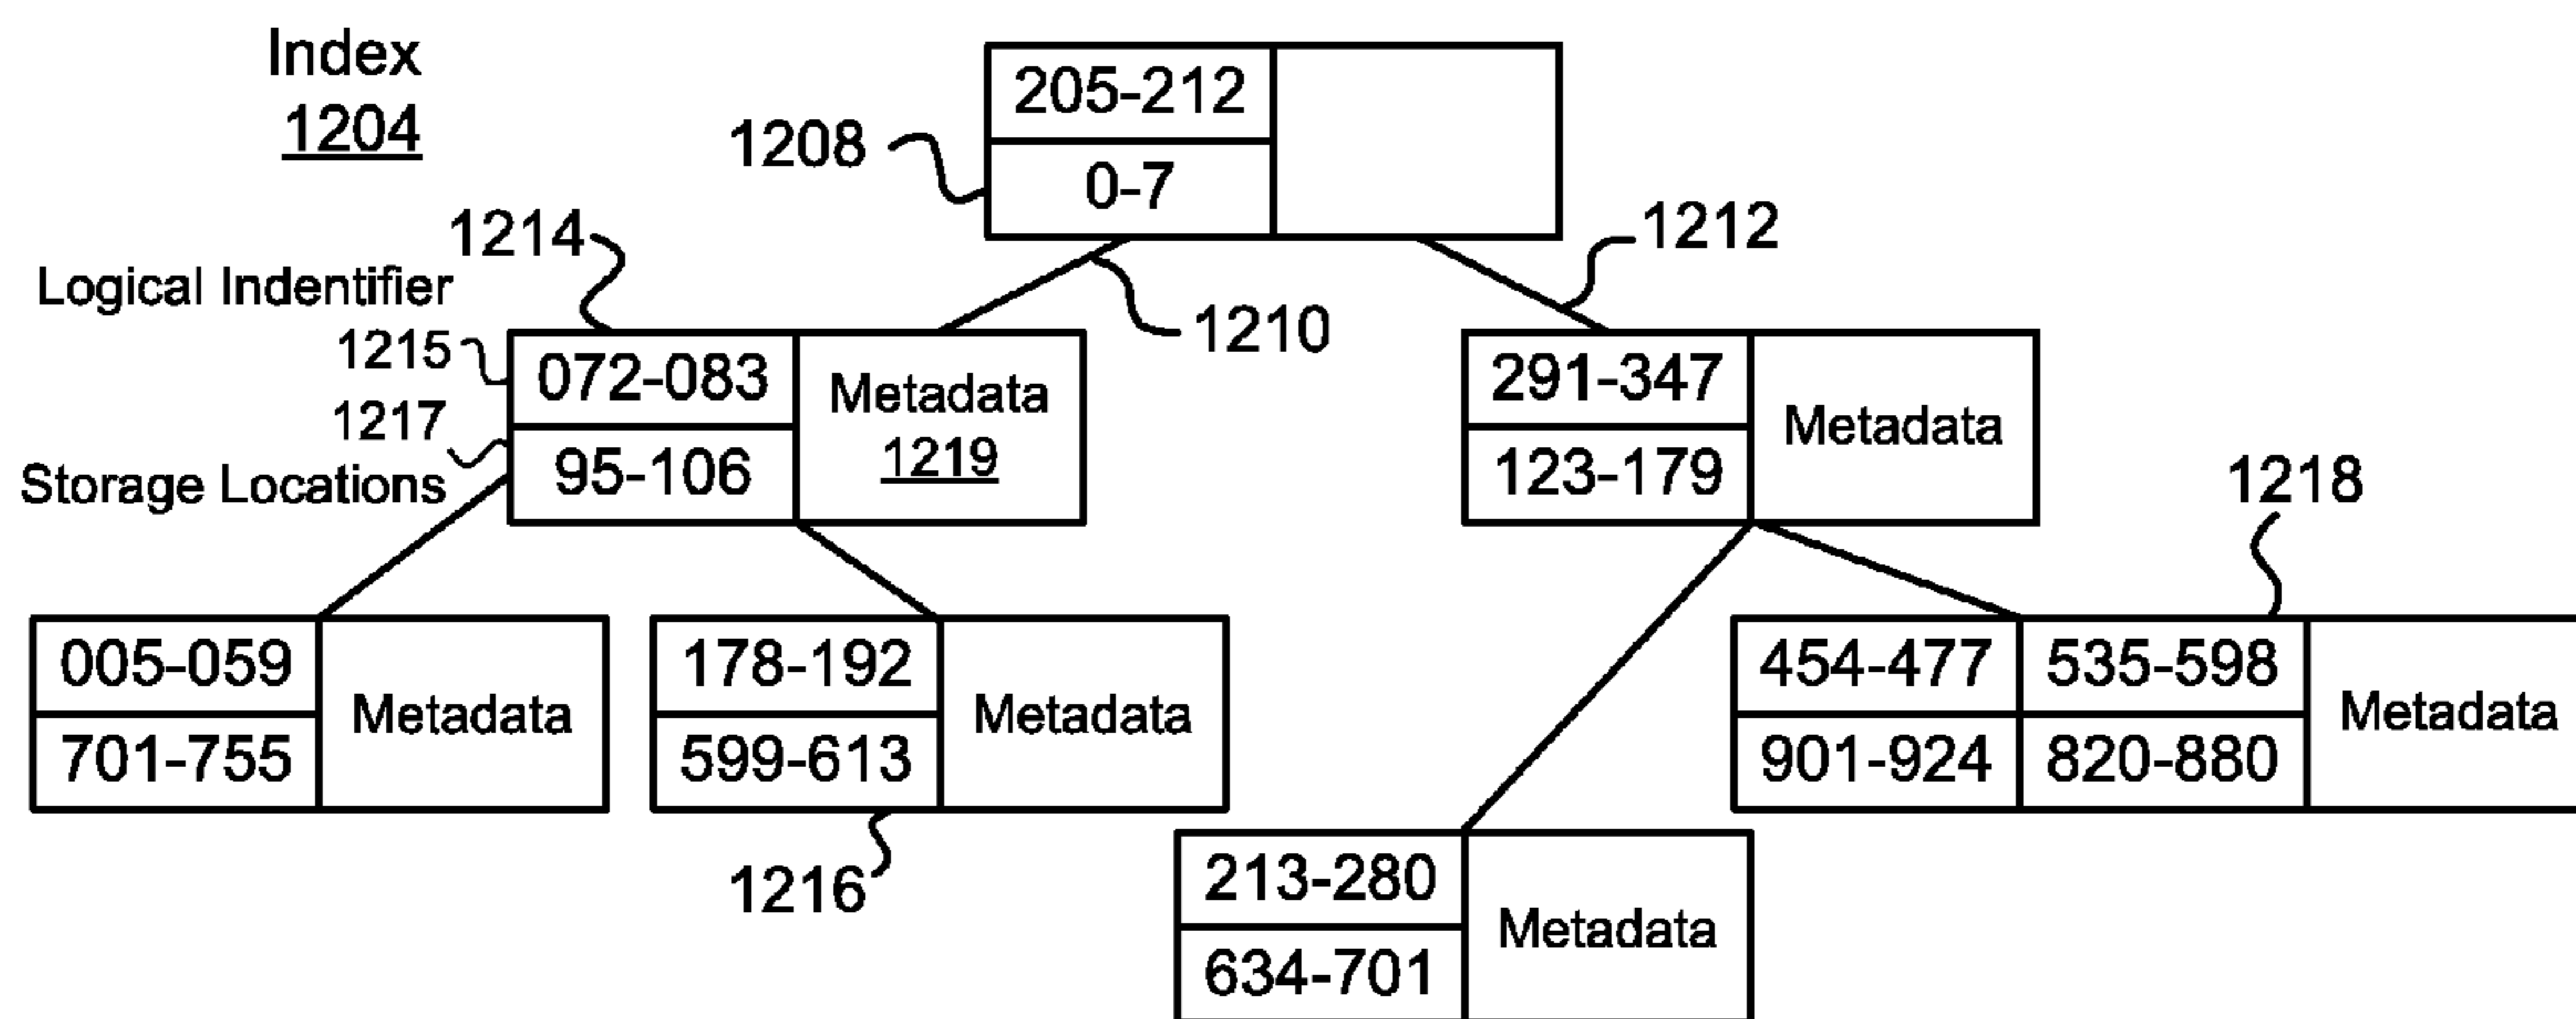 Index
1204
205-212
1208
0-7
1214
1212
Logical Indentifier
1210
1215
072-083
Metadata
1219
291-347
Metadata
1217
95-106
123-179
Storage Locations
1218
005-059
Metadata
701-755
178-192
Metadata
599-613
454-477
535-598
Metadata
901-924
820-880
1216
213-280
Metadata
634-701